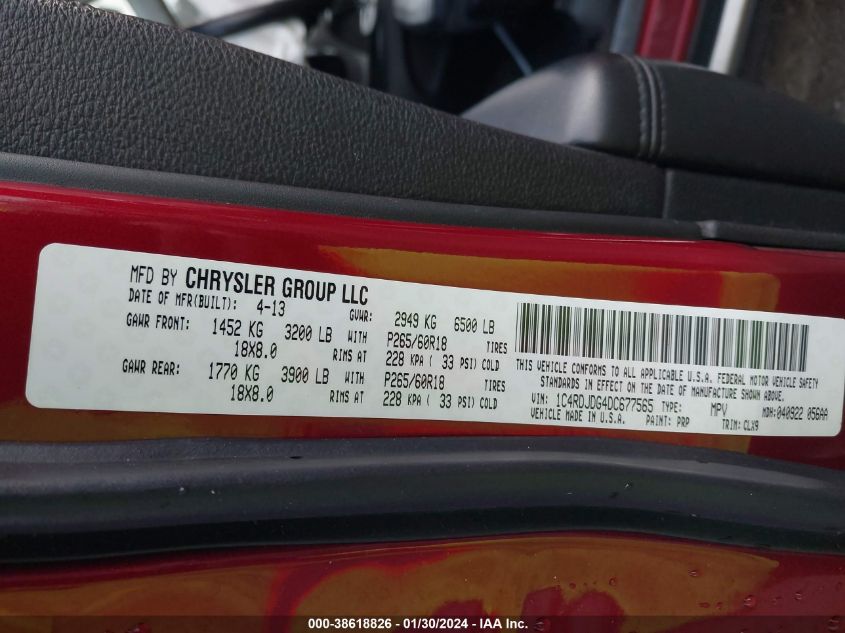 MFD BY CHRYSLER GROUP LLC
DATE OF MFR(BUILT): 4-13 GVWR: 2949 KG 6500 LB
GAWR FRONT: 1452 KG 3200 LB WITH P265/60R18 TIRES
18X8.0 RIMS AT 228 KPA ( 33 PSI) COLD
GAWR REAR: 1770 KG 3900 LB WITH P265/60R18 TIRES
18X8.0 RIMS AT 228 KPA ( 33 PSI) COLD
THIS VEHICLE CONFORMS TO ALL APPLICABLE U.S.A. FEDERAL MOTOR VEHICLE SAFETY
STANDARDS IN EFFECT ON THE DATE OF MANUFACTURE SHOWN ABOVE.
VIN: 1C4RDJDG4DC677565 TYPE: MPV MDH:040922 056AA
VEHICLE MADE IN U.S.A. PAINT: PRP TRIM: CLX9
000-38618826 - 01/30/2024 - IAA Inc.